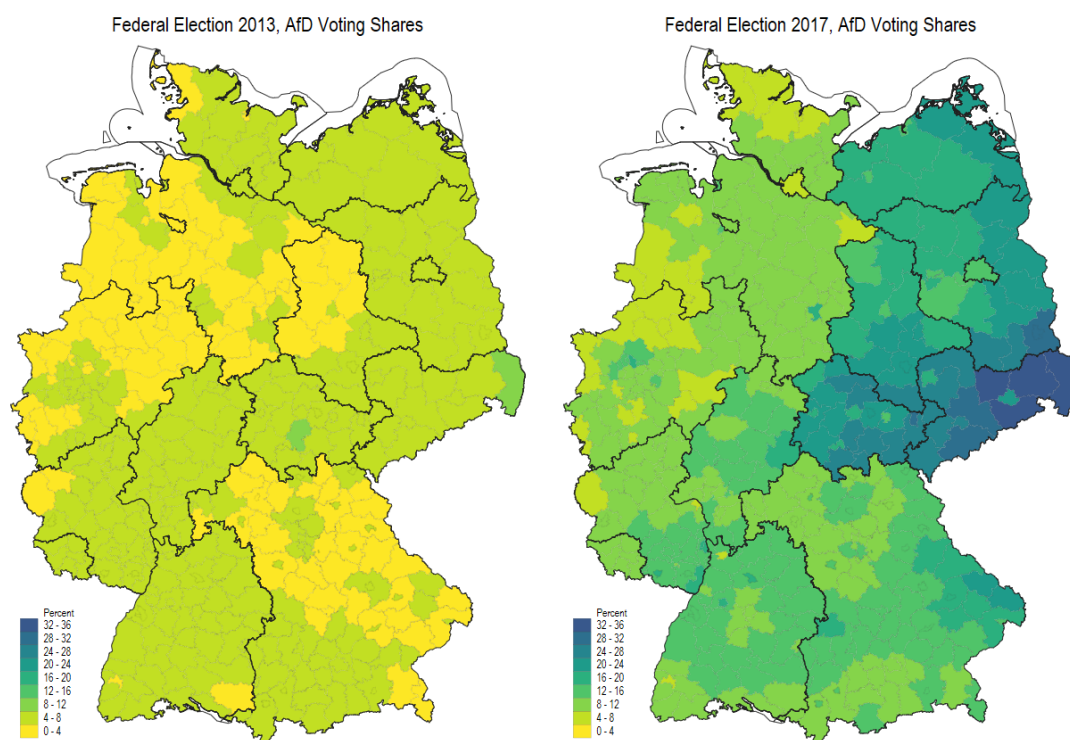 Federal Election 2013, AfD Voting Shares
Percent
32 - 36
28 - 32
24 - 28
20 - 24
16 - 20
12 - 16
8 - 12
4 - 8
0 - 4
Federal Election 2017, AfD Voting Shares
Percent
32 - 36
28 - 32
24 - 28
20 - 24
16 - 20
12 - 16
8 - 12
4 - 8
0 - 4